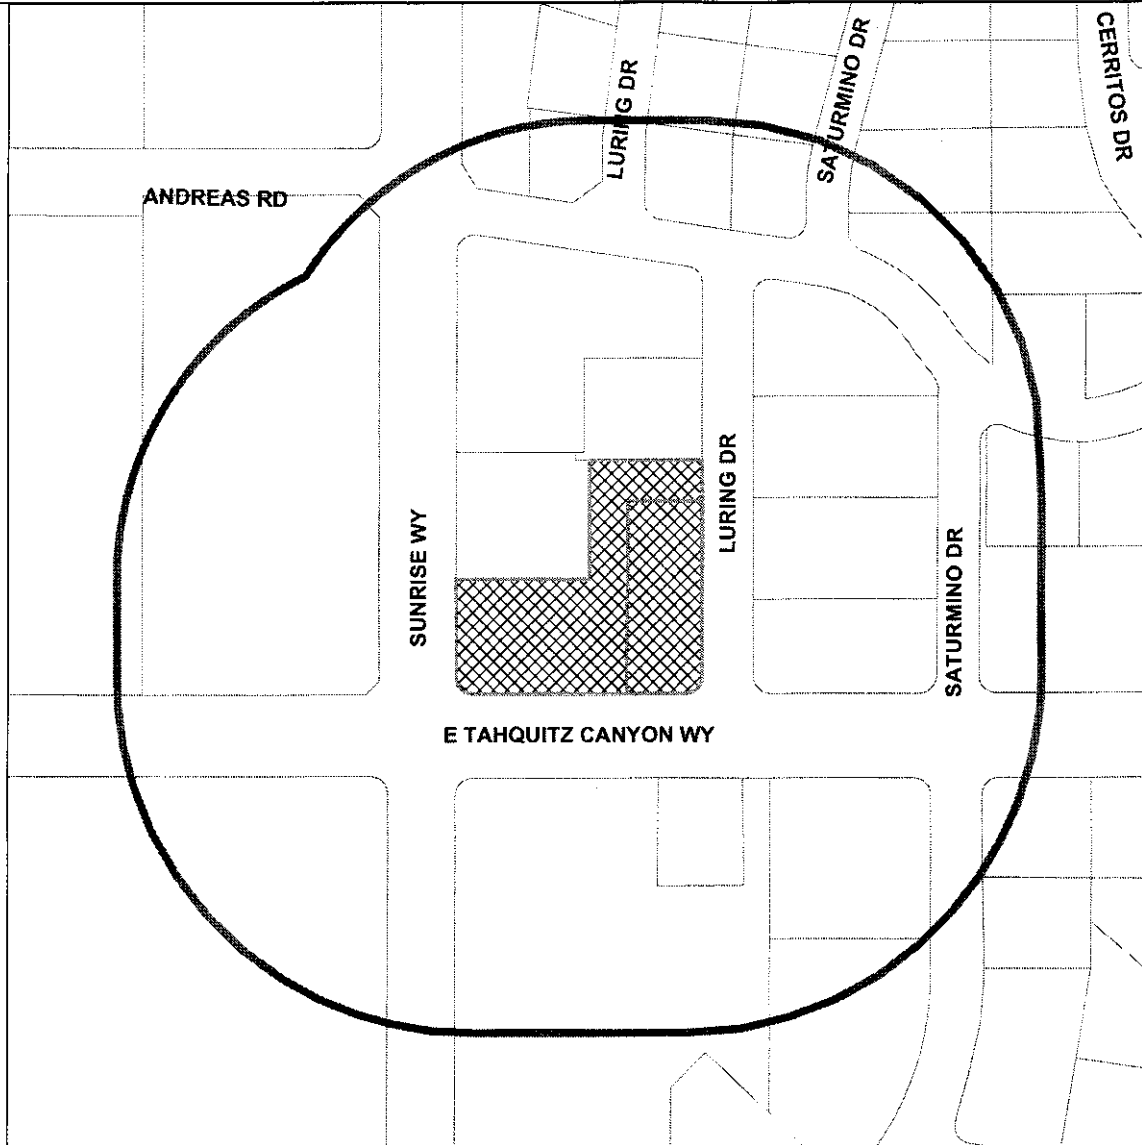 CERRITOS DR
SATURMINO DR
LURING DR
ANDREAS RD
LURING DR
SUNRISE WY
SATURMINO DR
E TAHQUITZ CANYON WY